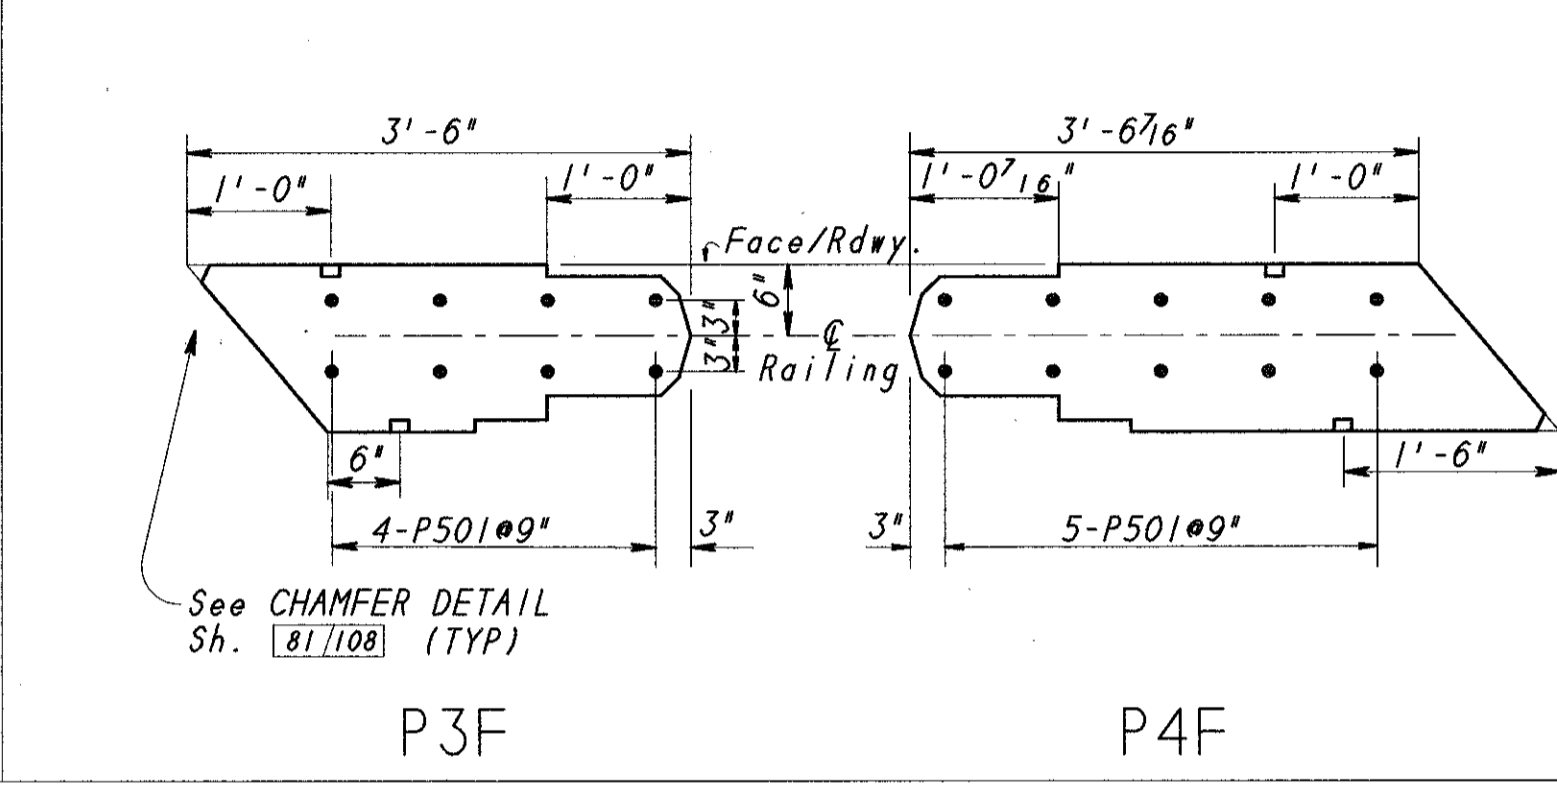 3'-6" 3'-6 7/16"
1'-0" 1'-0" 1'-0 7/16" 1'-0"
Face/Rdwy.
6"
3"
3"
℄
Railing
6" 1'-6"
4-P501@9" 3" 3" 5-P501@9"
See CHAMFER DETAIL
Sh. 81/108 (TYP)
P3F P4F